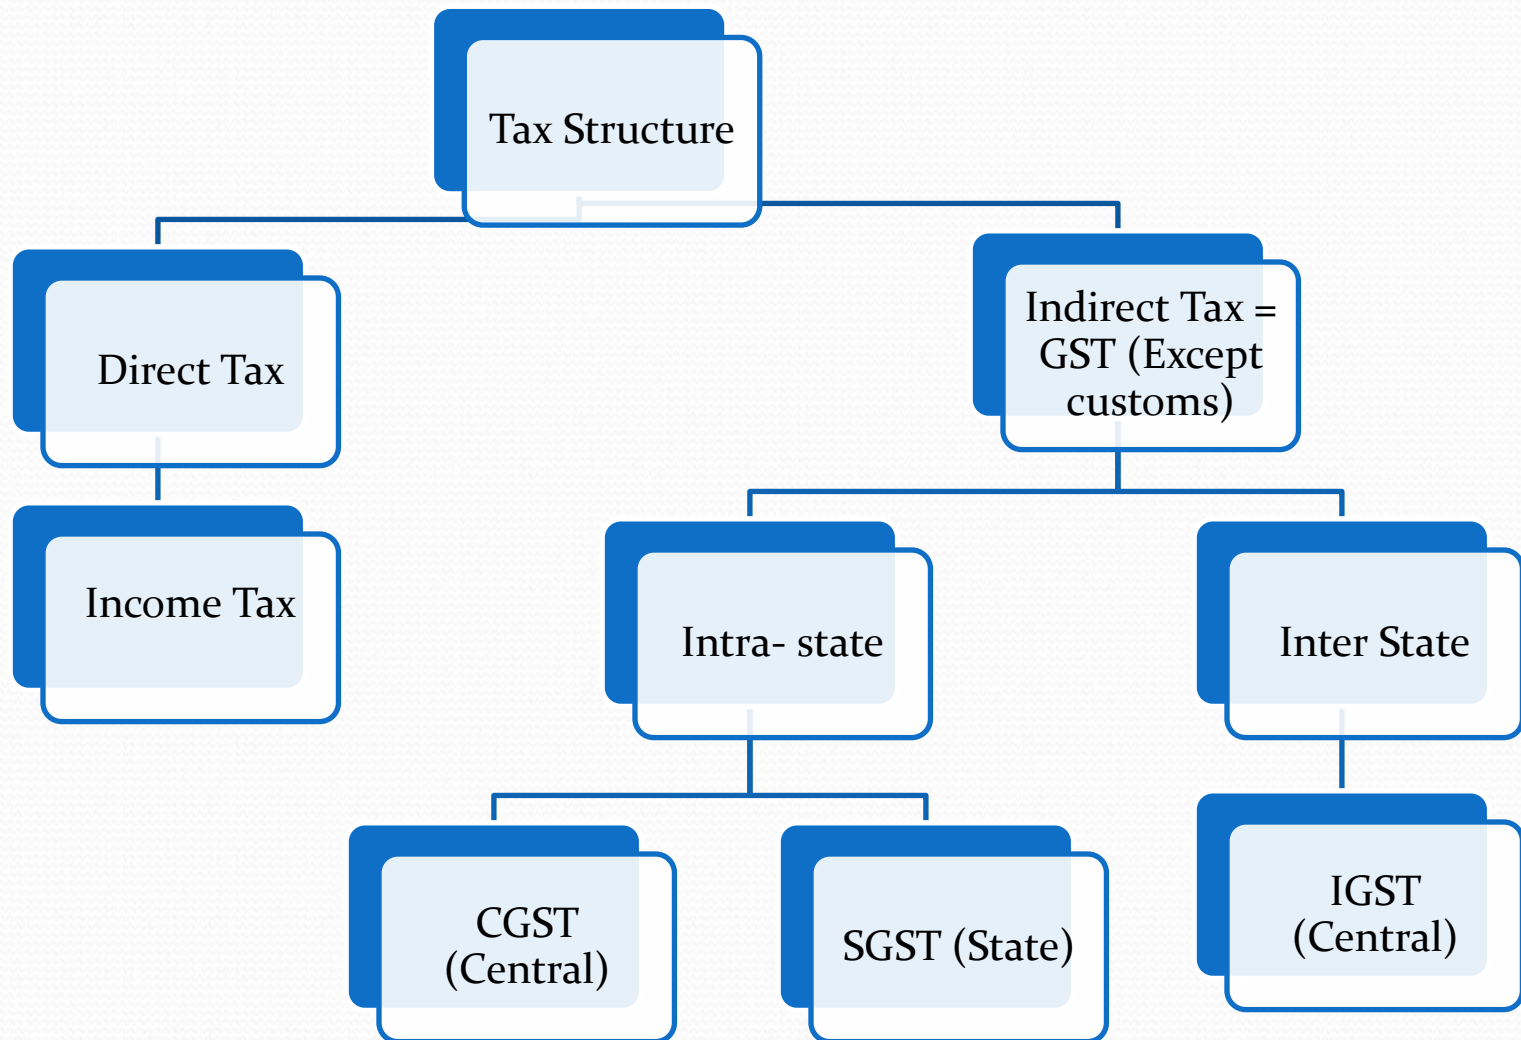 Tax Structure
Direct Tax
Indirect Tax =
GST (Except
customs)
Income Tax
Intra- state
Inter State
CGST
(Central)
SGST (State)
IGST
(Central)